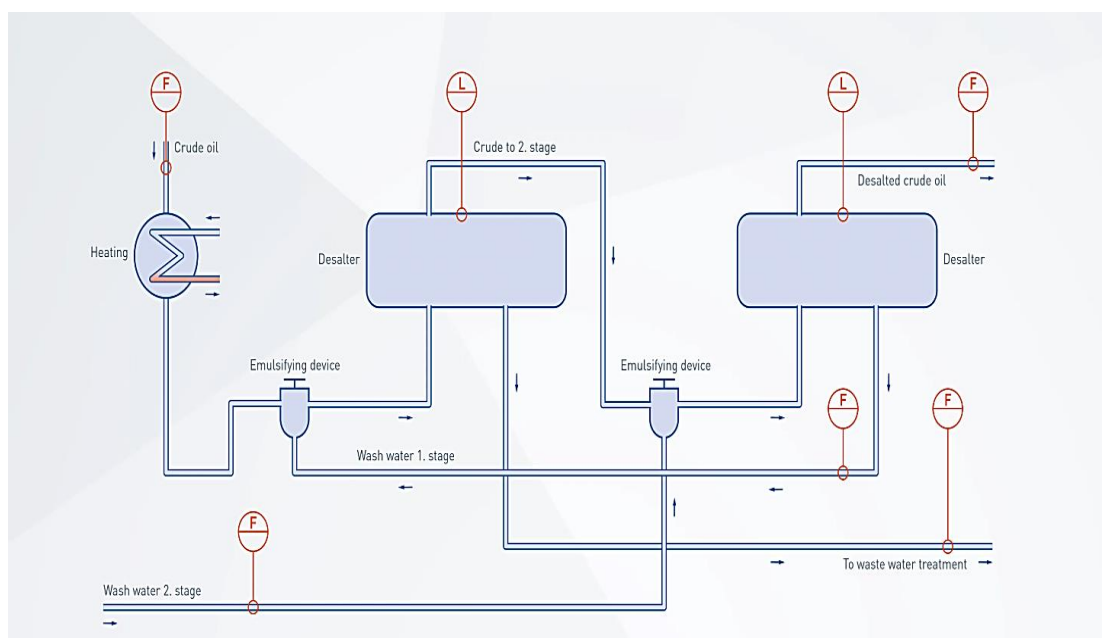 F
L
L
F
Crude oil
Crude to 2. stage
Desalted crude oil
Heating
Desalter
Desalter
Emulsifying device
Emulsifying device
F
F
Wash water 1. stage
F
To waste water treatment
Wash water 2. stage